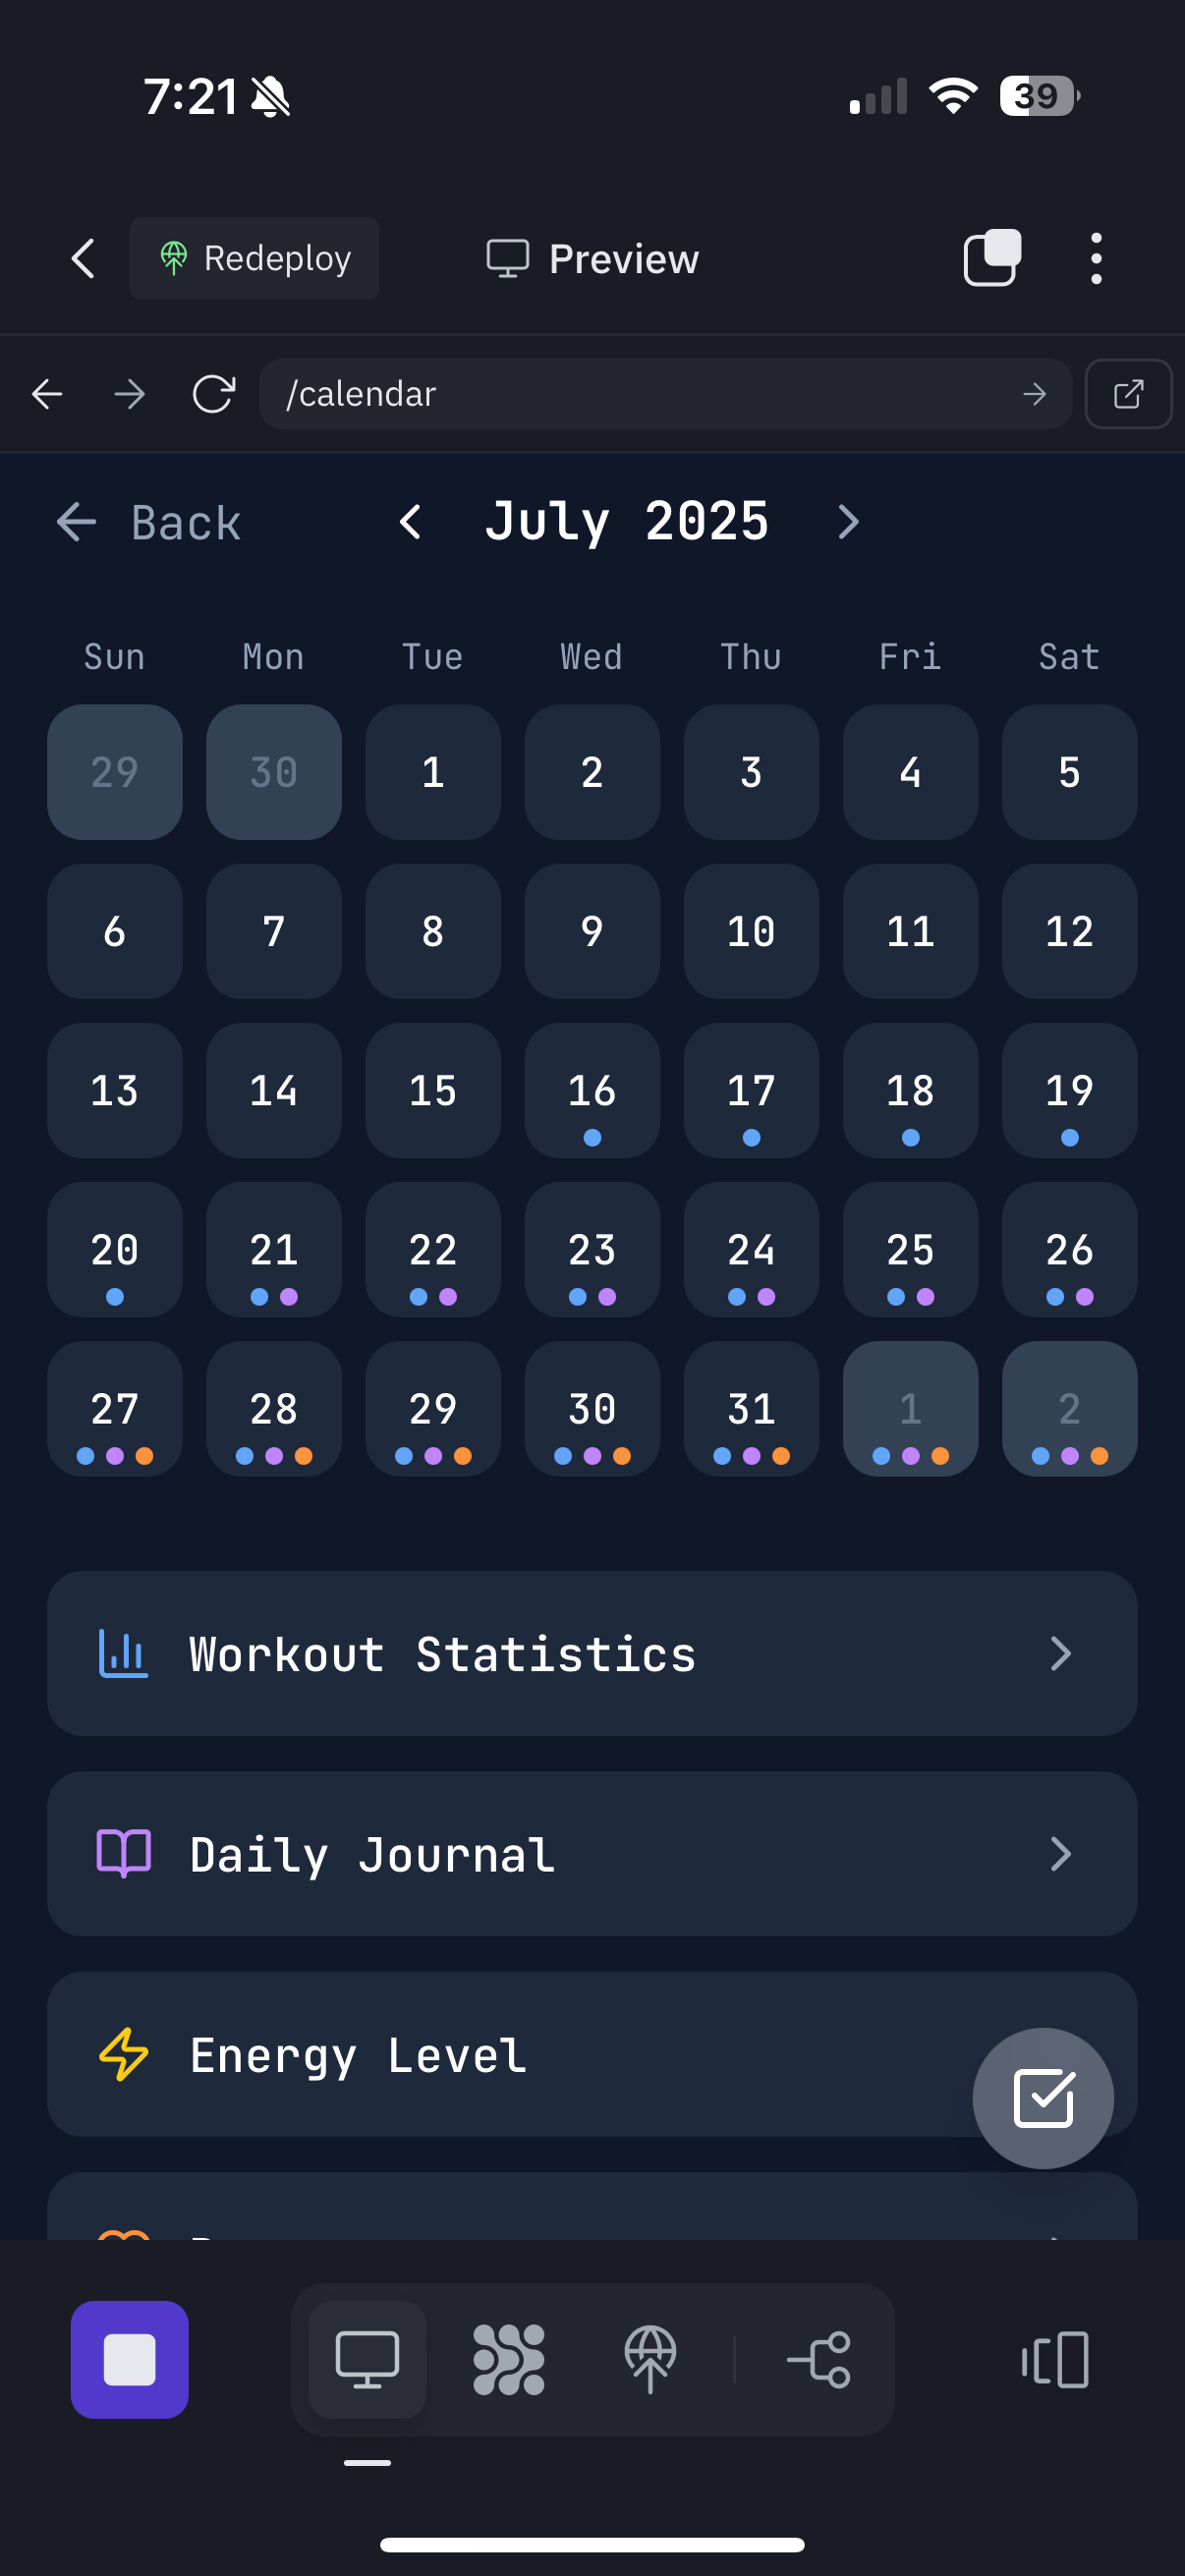 7:21
39
Redeploy
Preview
/calendar
Back
July 2025
Sun Mon Tue Wed Thu Fri Sat
29 30 1 2 3 4 5
6 7 8 9 10 11 12
13 14 15 16 17 18 19
20 21 22 23 24 25 26
27 28 29 30 31 1 2
Workout Statistics
Daily Journal
Energy Level